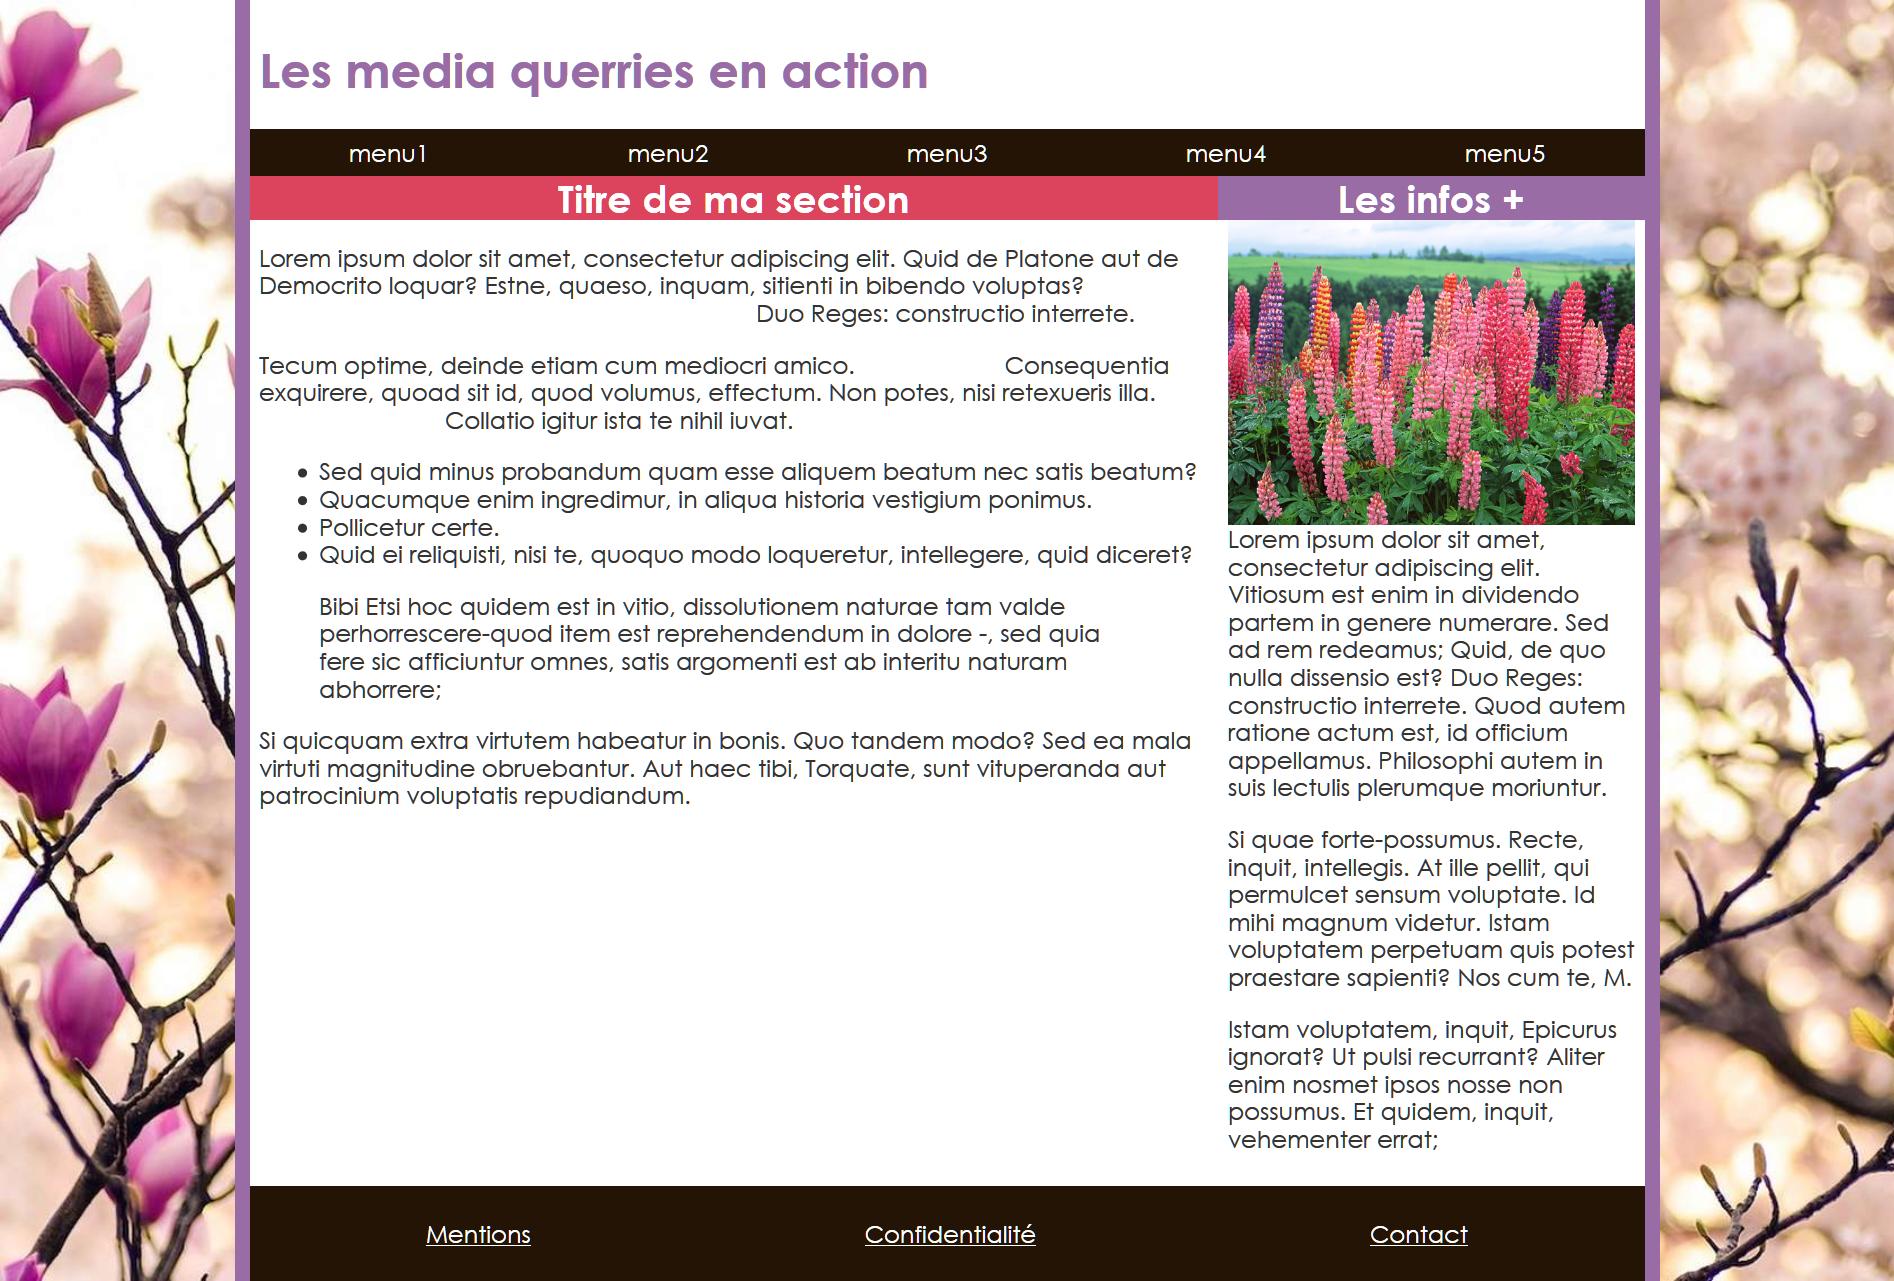 Les media querries en action
menu1 menu2 menu3 menu4 menu5
Titre de ma section
Lorem ipsum dolor sit amet, consectetur adipiscing elit. Quid de Platone aut de
Democrito loquar? Estne, quaeso, inquam, sitienti in bibendo voluptas?
Duo Reges: constructio interrete.
Tecum optime, deinde etiam cum mediocri amico. Consequentia
exquirere, quoad sit id, quod volumus, effectum. Non potes, nisi retexueris illa.
Collatio igitur ista te nihil iuvat.
• Sed quid minus probandum quam esse aliquem beatum nec satis beatum?
• Quacumque enim ingredimur, in aliqua historia vestigium ponimus.
• Pollicetur certe.
• Quid ei reliquisti, nisi te, quoquo modo loqueretur, intellegere, quid diceret?
Bibi Etsi hoc quidem est in vitio, dissolutionem naturae tam valde
perhorrescere-quod item est reprehendendum in dolore -, sed quia
fere sic afficiuntur omnes, satis argomenti est ab interitu naturam
abhorrere;
Si quicquam extra virtutem habeatur in bonis. Quo tandem modo? Sed ea mala
virtuti magnitudine obruebantur. Aut haec tibi, Torquate, sunt vituperanda aut
patrocinium voluptatis repudiandum.
Les infos +
Lorem ipsum dolor sit amet,
consectetur adipiscing elit.
Vitiosum est enim in dividendo
partem in genere numerare. Sed
ad rem redeamus; Quid, de quo
nulla dissensio est? Duo Reges:
constructio interrete. Quod autem
ratione actum est, id officium
appellamus. Philosophi autem in
suis lectulis plerumque moriuntur.
Si quae forte-possumus. Recte,
inquit, intellegis. At ille pellit, qui
permulcet sensum voluptate. Id
mihi magnum videtur. Istam
voluptatem perpetuam quis potest
praestare sapienti? Nos cum te, M.
Istam voluptatem, inquit, Epicurus
ignorat? Ut pulsi recurrant? Aliter
enim nosmet ipsos nosse non
possumus. Et quidem, inquit,
vehementer errat;
Mentions Confidentialité Contact